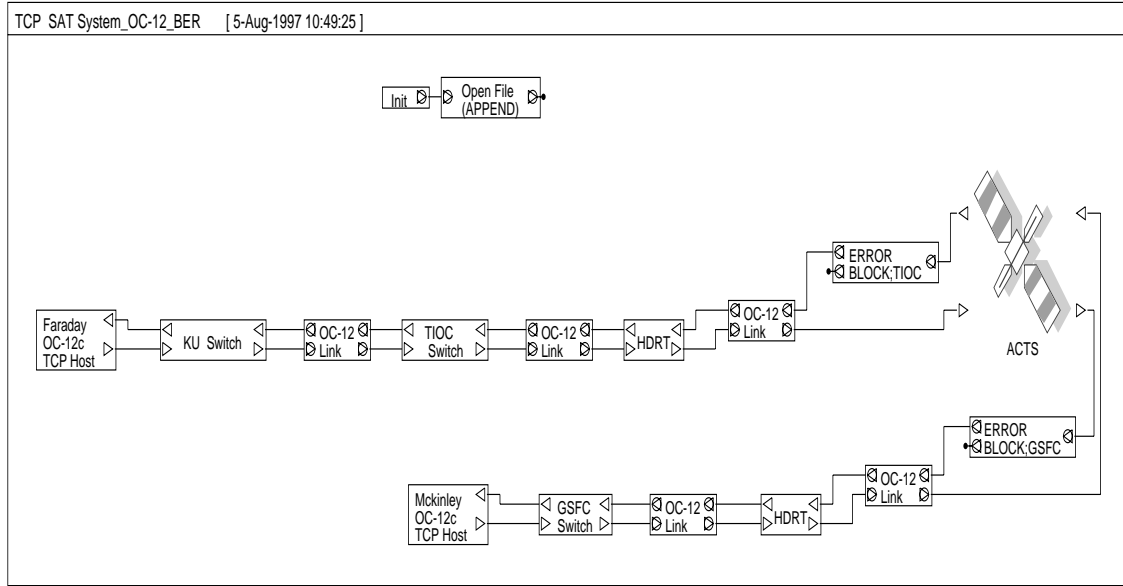 TCP SAT System_OC-12_BER [ 5-Aug-1997 10:49:25 ]
Init
Open File
(APPEND)
ERROR
BLOCK;TIOC
Faraday
OC-12c
TCP Host
KU Switch
OC-12
Link
TIOC
Switch
OC-12
Link
HDRT
OC-12
Link
ACTS
ERROR
BLOCK;GSFC
Mckinley
OC-12c
TCP Host
GSFC
Switch
OC-12
Link
HDRT
OC-12
Link